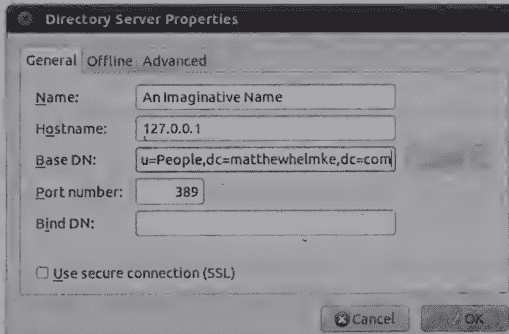 Directory Server Properties
General Offline Advanced
Name: An Imaginative Name
Hostname: 127.0.0.1
Base DN: u=People,dc=matthewhelmke,dc=com
Port number: 389
Bind DN:
Use secure connection (SSL)
Cancel OK